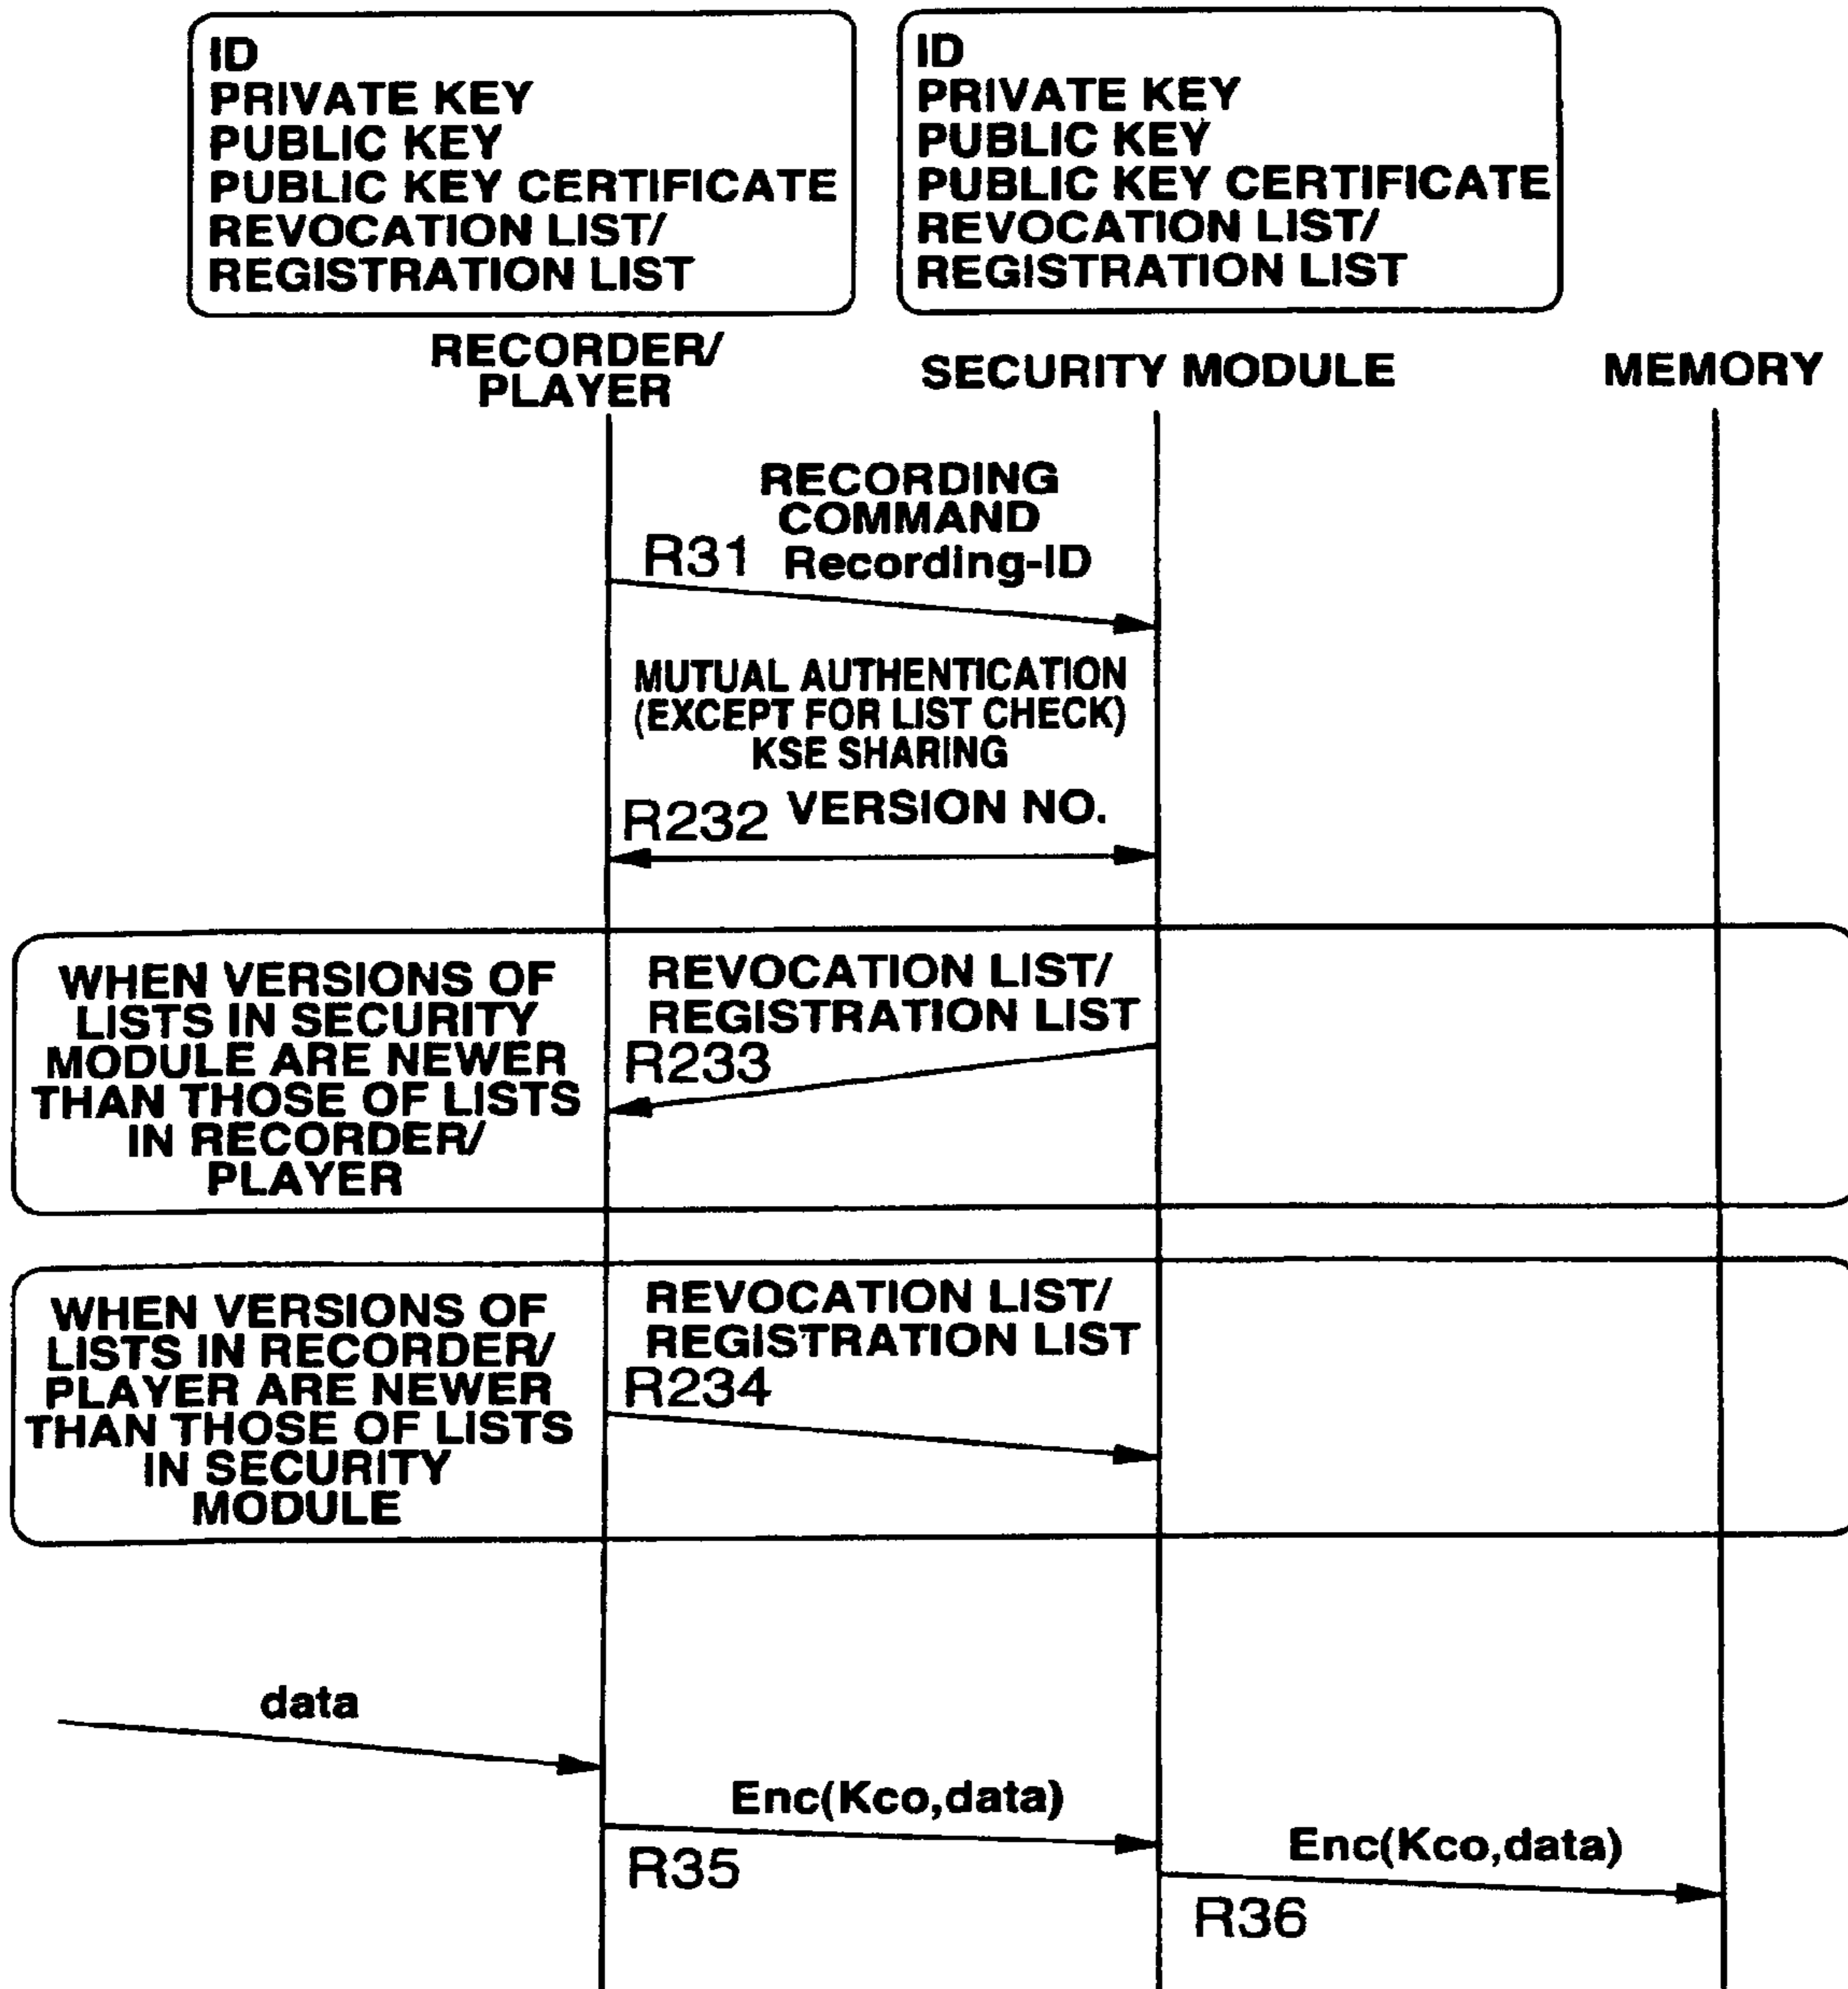 ID
PRIVATE KEY
PUBLIC KEY
PUBLIC KEY CERTIFICATE
REVOCATION LIST/
REGISTRATION LIST
ID
PRIVATE KEY
PUBLIC KEY
PUBLIC KEY CERTIFICATE
REVOCATION LIST/
REGISTRATION LIST
RECORDER/
PLAYER
SECURITY MODULE
MEMORY
RECORDING
COMMAND
R31 Recording-ID
MUTUAL AUTHENTICATION
(EXCEPT FOR LIST CHECK)
KSE SHARING
R232 VERSION NO.
WHEN VERSIONS OF
LISTS IN SECURITY
MODULE ARE NEWER
THAN THOSE OF LISTS
IN RECORDER/
PLAYER
REVOCATION LIST/
REGISTRATION LIST
R233
WHEN VERSIONS OF
LISTS IN RECORDER/
PLAYER ARE NEWER
THAN THOSE OF LISTS
IN SECURITY
MODULE
REVOCATION LIST/
REGISTRATION LIST
R234
data
Enc(Kco,data)
R35
Enc(Kco,data)
R36